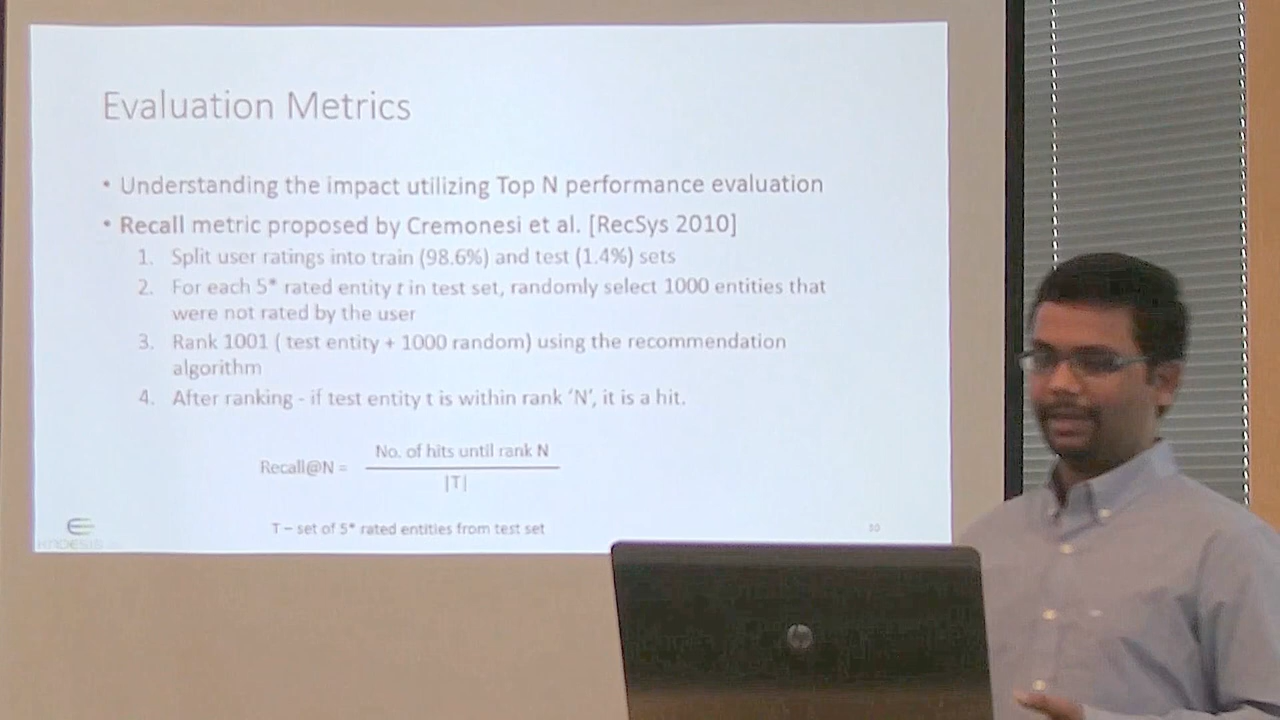 Evaluation Metrics
• Understanding the impact utilizing Top N performance evaluation
• Recall metric proposed by Cremonesi et al. [RecSys 2010]
1. Split user ratings into train (98.6%) and test (1.4%) sets
2. For each 5* rated entity t in test set, randomly select 1000 entities that
were not rated by the user
3. Rank 1001 ( test entity + 1000 random) using the recommendation
algorithm
4. After ranking - if test entity t is within rank ‘N’, it is a hit.
No. of hits until rank N
Recall@N =
|T|
T – set of 5* rated entities from test set
30
KNOESIS
hp